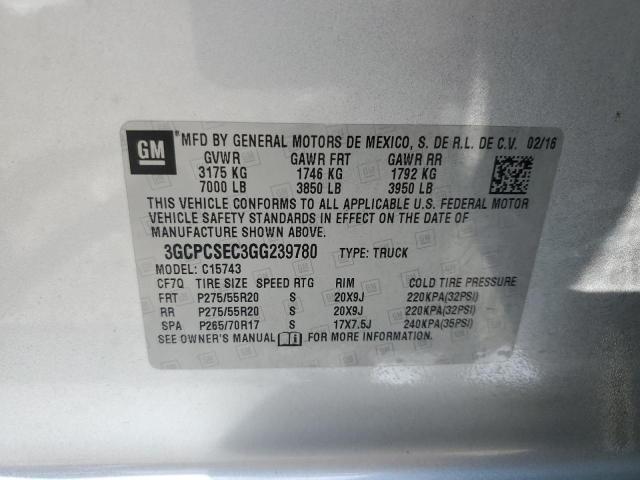 GM
MFD BY GENERAL MOTORS DE MEXICO, S. DE R.L. DE C.V. 02/16
GVWR GAWR FRT GAWR RR
3175 KG 1746 KG 1792 KG
7000 LB 3850 LB 3950 LB
THIS VEHICLE CONFORMS TO ALL APPLICABLE U.S. FEDERAL MOTOR
VEHICLE SAFETY STANDARDS IN EFFECT ON THE DATE OF
MANUFACTURE SHOWN ABOVE.
3GCPCSEC3GG239780 TYPE: TRUCK
MODEL: C15743
CF7Q TIRE SIZE SPEED RTG RIM COLD TIRE PRESSURE
FRT P275/55R20 S 20X9J 220KPA(32PSI)
RR P275/55R20 S 20X9J 220KPA(32PSI)
SPA P265/70R17 S 17X7.5J 240KPA(35PSI)
SEE OWNER'S MANUAL FOR MORE INFORMATION.